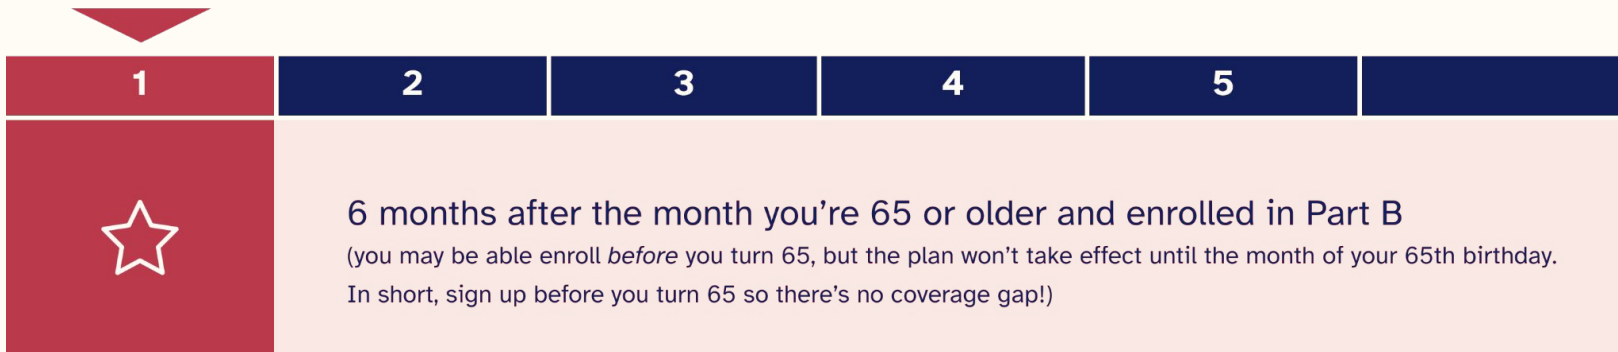 1 2 3 4 5
6 months after the month you're 65 or older and enrolled in Part B
(you may be able enroll before you turn 65, but the plan won't take effect until the month of your 65th birthday.
In short, sign up before you turn 65 so there's no coverage gap!)